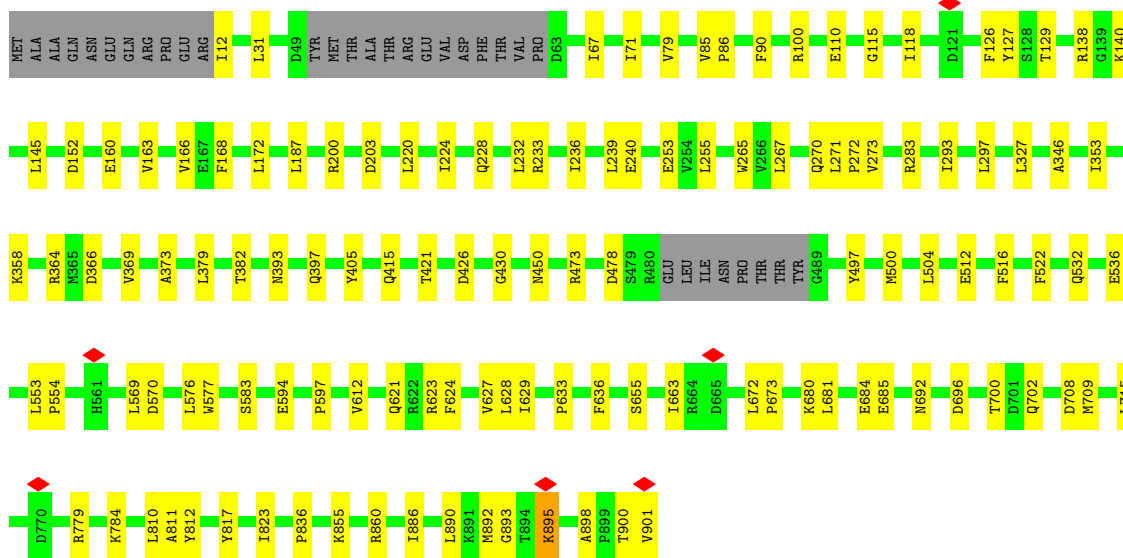 MET ALA ALA GLN ASN GLU GLN ARG PRO GLU ARG I12 L31 D49 TYR MET THR ALA THR ARG GLU VAL ASP PHE THR VAL PRO D63 I67 I71 V79 V85 P86 F90 R100 E110 G115 I118 D121 F126 Y127 S128 T129 R138 G139 K140
L145 D152 E160 V163 V166 E167 F168 L172 L187 R200 D203 L220 I224 Q228 L232 R233 I236 L239 E240 E253 V254 L255 W265 V266 L267 Q270 L271 P272 V273 R283 I293 L297 L327 A346 I353
K358 R364 M365 D366 V369 A373 L379 T382 N393 Q397 Y405 Q415 T421 D426 G430 N450 R473 D478 S479 R480 GLU LEU ILE ASN PRO THR THR TYR G489 Y497 M500 L504 E512 F516 F522 Q532 E536
L553 P554 H561 L569 D570 L576 W577 S583 E594 P597 V612 Q621 R622 R623 F624 V627 L628 I629 P633 F636 S655 I663 R664 D665 L672 P673 K680 L681 E684 E685 N692 D696 T700 D701 Q702 D708 M709
D770 R779 K784 L810 A811 Y812 Y817 I823 P836 K855 R860 I886 L890 K891 M892 G893 T894 K895 A898 P899 T900 V901